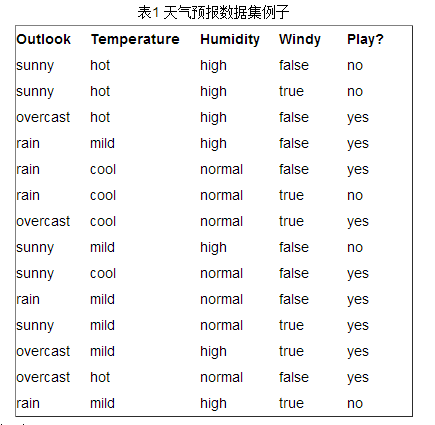 表1 天气预报数据集例子
Outlook Temperature Humidity Windy Play?
sunny hot high false no
sunny hot high true no
overcast hot high false yes
rain mild high false yes
rain cool normal false yes
rain cool normal true no
overcast cool normal true yes
sunny mild high false no
sunny cool normal false yes
rain mild normal false yes
sunny mild normal true yes
overcast mild high true yes
overcast hot normal false yes
rain mild high true no